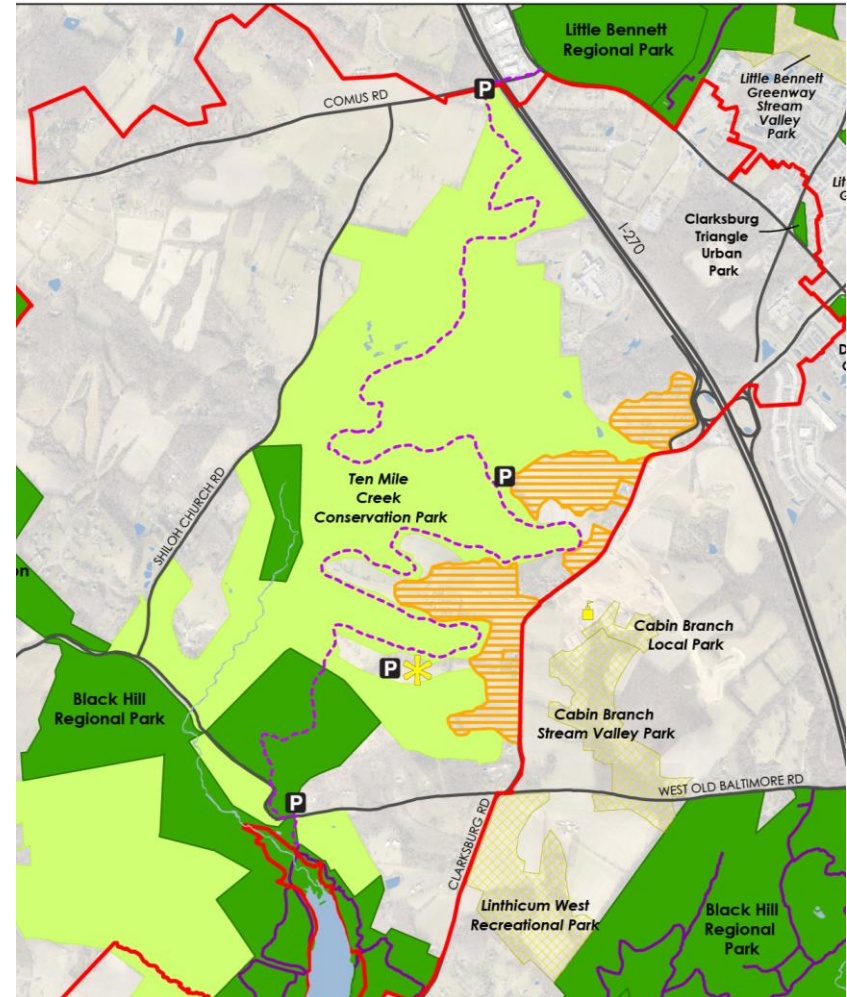 Little Bennett
Regional Park
Little Bennett
Greenway
Stream
Valley
Park
P
COMUS RD
I-270
Clarksburg
Triangle
Urban
Park
P
Ten Mile
Creek
Conservation Park
SHILOH CHURCH RD
Cabin Branch
Local Park
P
Black Hill
Regional Park
Cabin Branch
Stream Valley Park
WEST OLD BALTIMORE RD
P
CLARKSBURG RD
Linthicum West
Recreational Park
Black Hill
Regional
Park